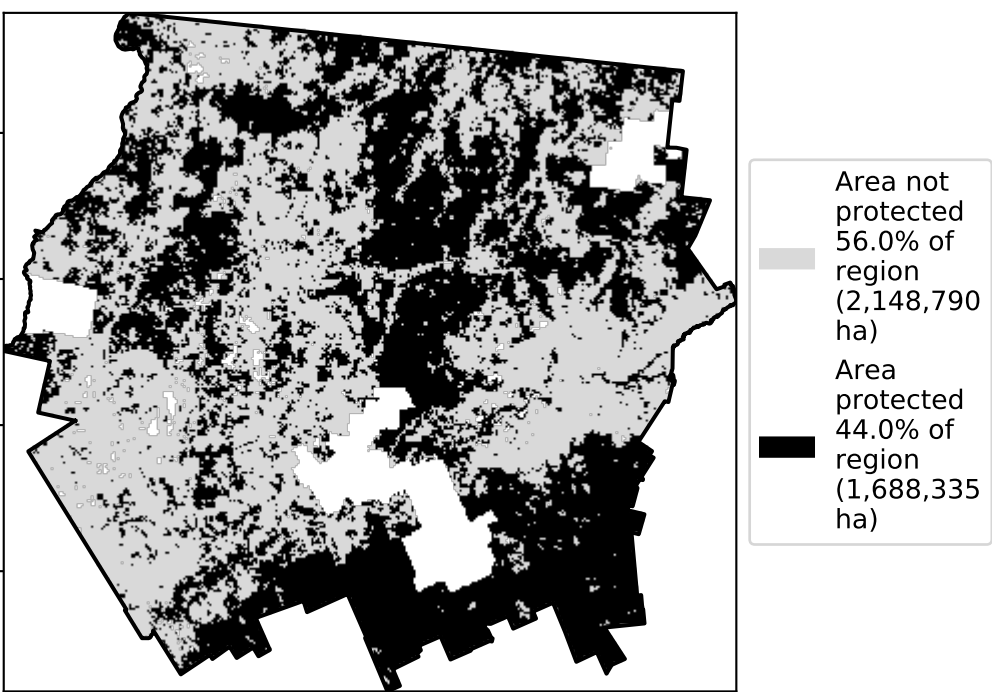 Area not
protected
56.0% of
region
(2,148,790
ha)
Area
protected
44.0% of
region
(1,688,335
ha)